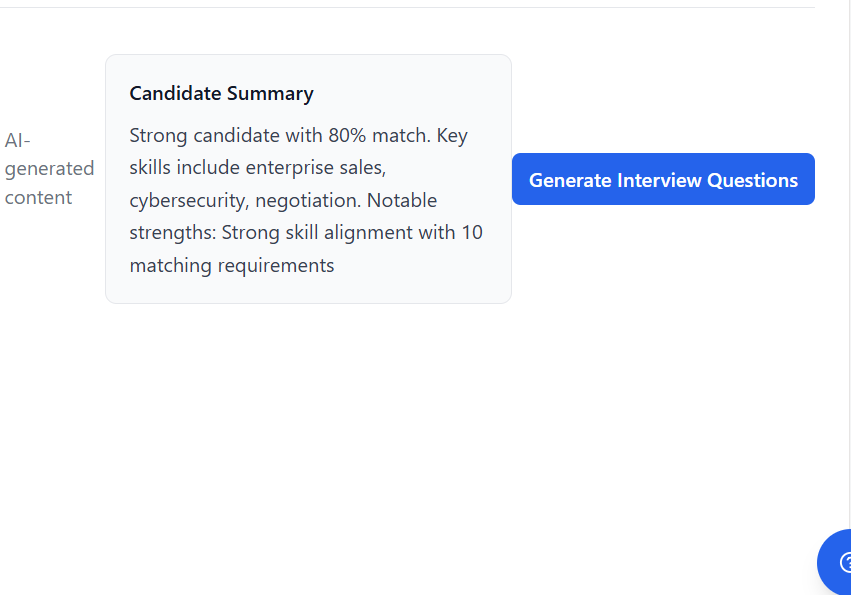 AI-
generated
content
Candidate Summary
Strong candidate with 80% match. Key
skills include enterprise sales,
cybersecurity, negotiation. Notable
strengths: Strong skill alignment with 10
matching requirements
Generate Interview Questions
?